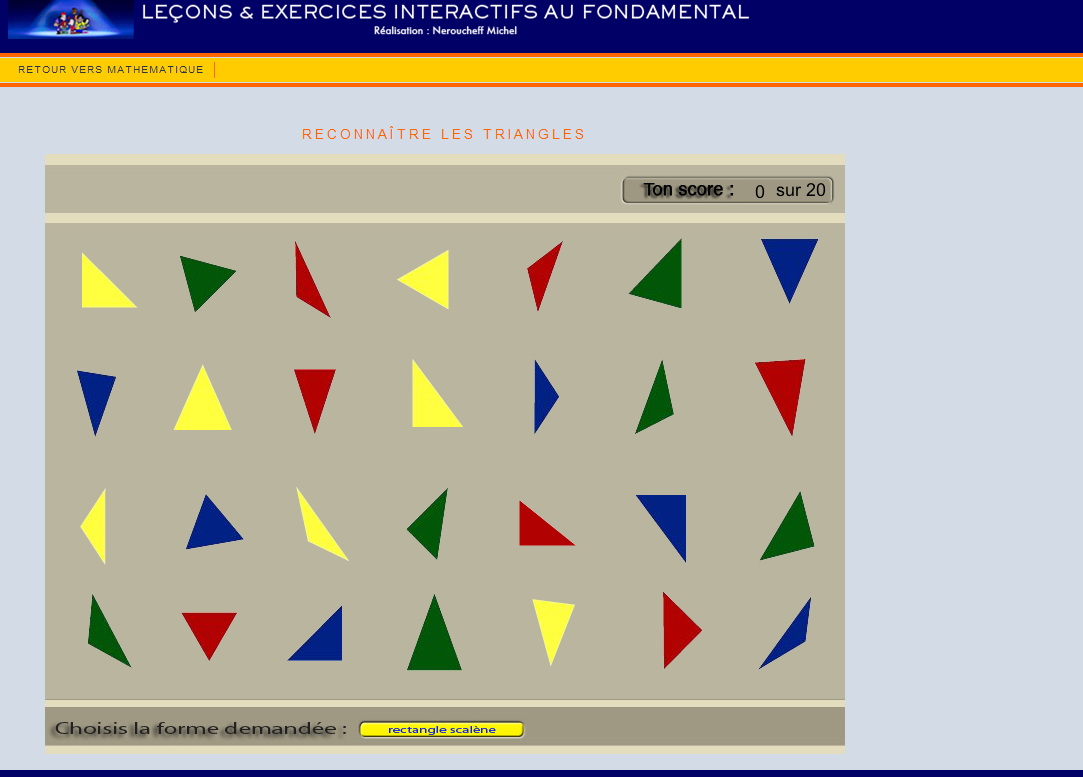 LEÇONS & EXERCICES INTERACTIFS AU FONDAMENTAL
Réalisation : Neroucheff Michel
RETOUR VERS MATHEMATIQUE
RECONNAÎTRE LES TRIANGLES
Ton score : 0 sur 20
Choisis la forme demandée : rectangle scalène